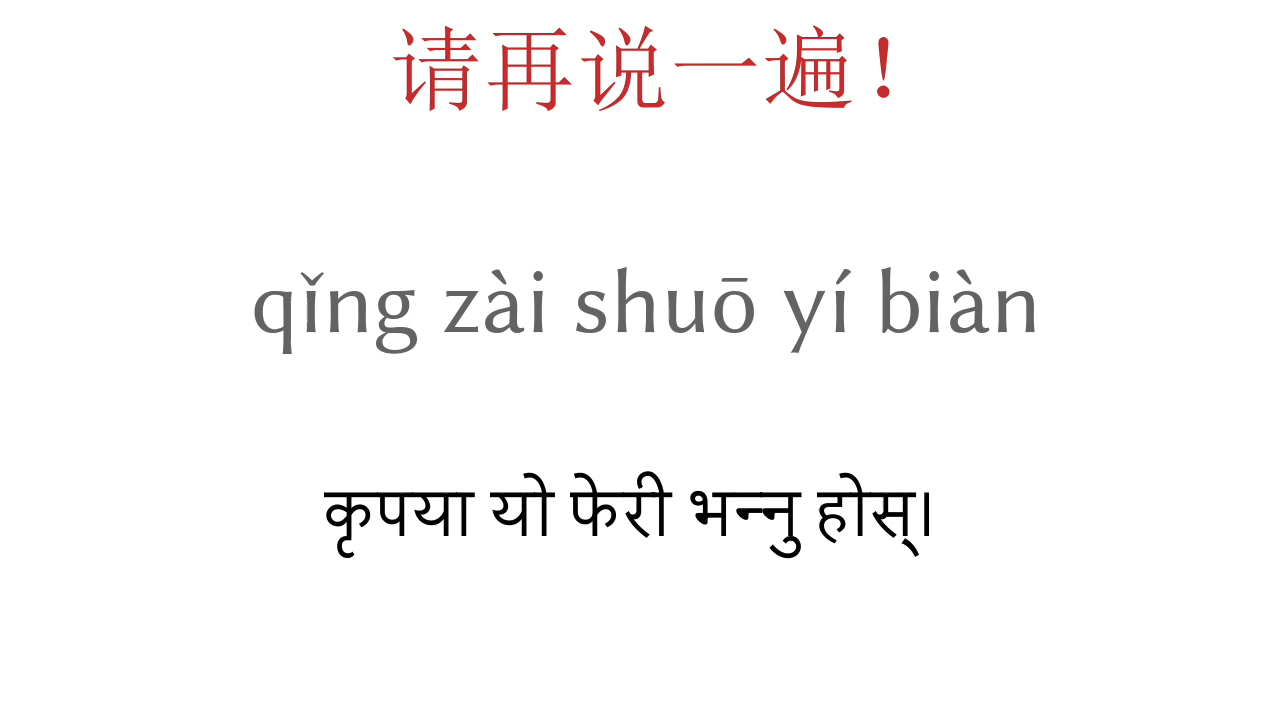 请再说一遍！
qǐng zài shuō yí biàn
कृपया यो फेरी भन्नु होस्।